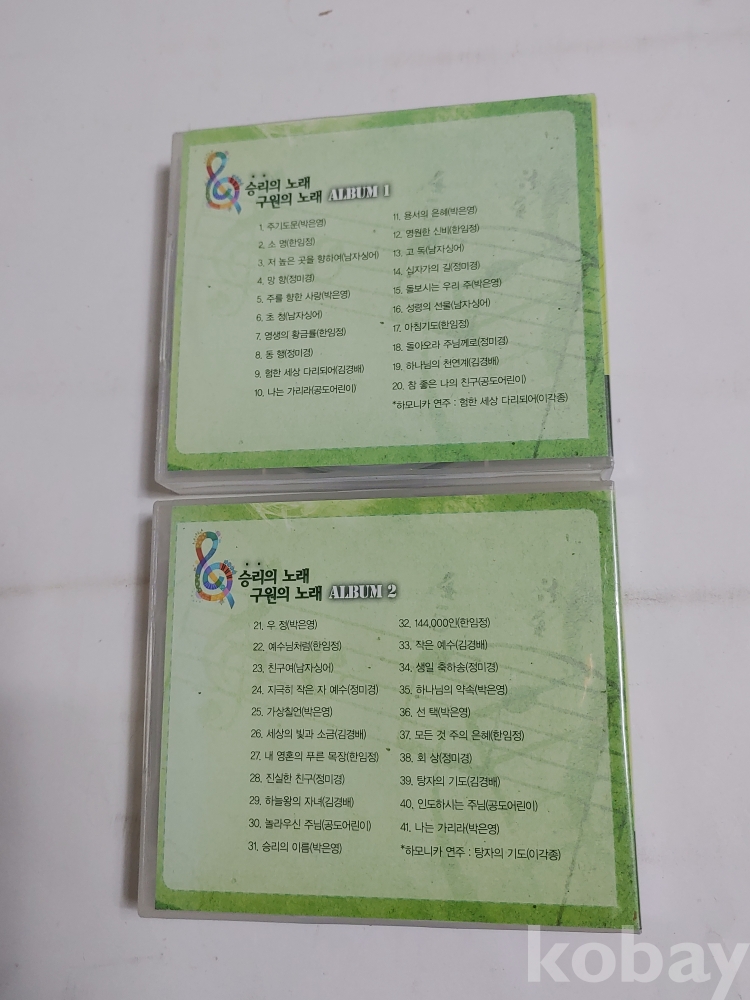 승리의 노래
구원의 노래 ALBUM 1
1. 주기도문(박은영)
2. 소 명(한임정)
3. 저 높은 곳을 향하여(남자싱어)
4. 망 향(정미경)
5. 주를 향한 사랑(박은영)
6. 초 청(남자싱어)
7. 영생의 황금률(한임정)
8. 동 행(정미경)
9. 험한 세상 다리되어(김경배)
10. 나는 가리라(공도어린이)
11. 용서의 은혜(박은영)
12. 영원한 신비(한임정)
13. 고 독(남자싱어)
14. 십자가의 길(정미경)
15. 돌보시는 우리 주(박은영)
16. 성령의 선물(남자싱어)
17. 아침기도(한임정)
18. 돌아오라 주님께로(정미경)
19. 하나님의 천연계(김경배)
20. 참 좋은 나의 친구(공도어린이)
*하모니카 연주 : 험한 세상 다리되어(이각종)
승리의 노래
구원의 노래 ALBUM 2
21. 우 정(박은영)
22. 예수님처럼(한임정)
23. 친구여(남자싱어)
24. 지극히 작은 자 예수(정미경)
25. 가상칠언(박은영)
26. 세상의 빛과 소금(김경배)
27. 내 영혼의 푸른 목장(한임정)
28. 진실한 친구(정미경)
29. 하늘왕의 자녀(김경배)
30. 놀라우신 주님(공도어린이)
31. 승리의 이름(박은영)
32. 144,000인(한임정)
33. 작은 예수(김경배)
34. 생일 축하송(정미경)
35. 하나님의 약속(박은영)
36. 선 택(박은영)
37. 모든 것 주의 은혜(한임정)
38. 회 상(정미경)
39. 탕자의 기도(김경배)
40. 인도하시는 주님(공도어린이)
41. 나는 가리라(박은영)
*하모니카 연주 : 탕자의 기도(이각종)
kobay